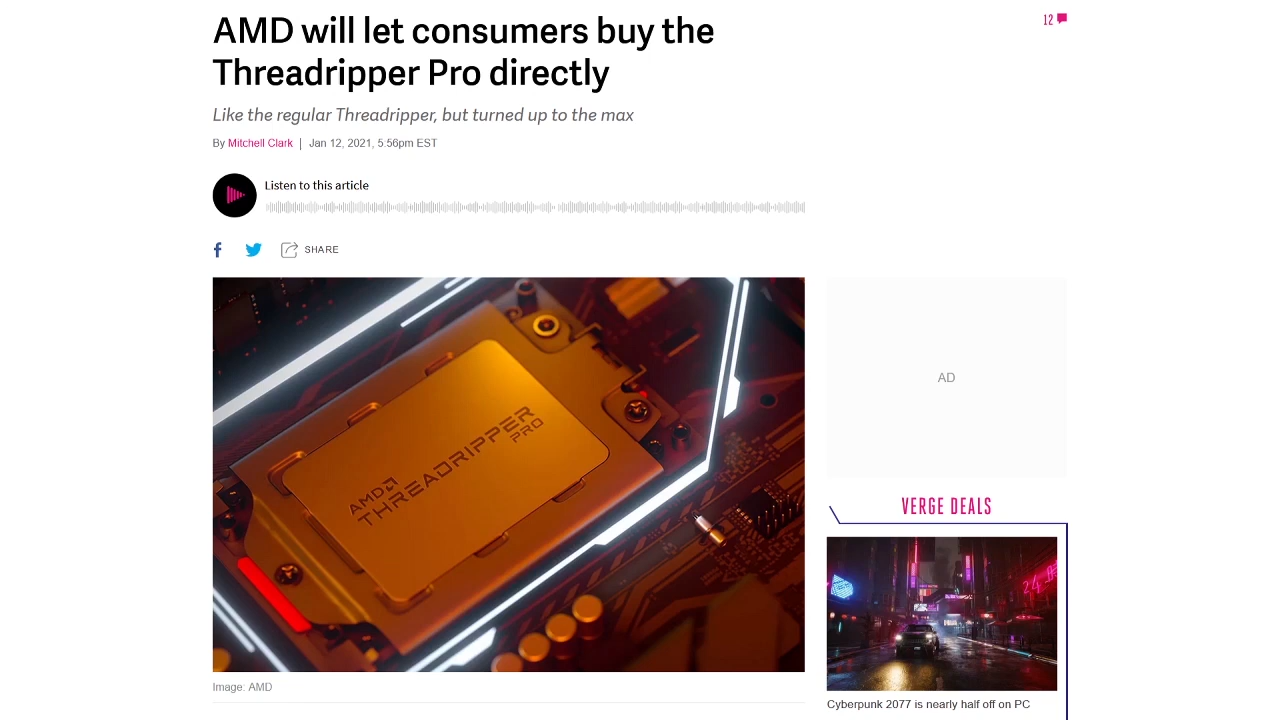 AMD will let consumers buy the
Threadripper Pro directly
12
Like the regular Threadripper, but turned up to the max
By Mitchell Clark | Jan 12, 2021, 5:56pm EST
Listen to this article
SHARE
AMD
THREADRIPPER
PRO
Image: AMD
AD
VERGE DEALS
24
Cyberpunk 2077 is nearly half off on PC